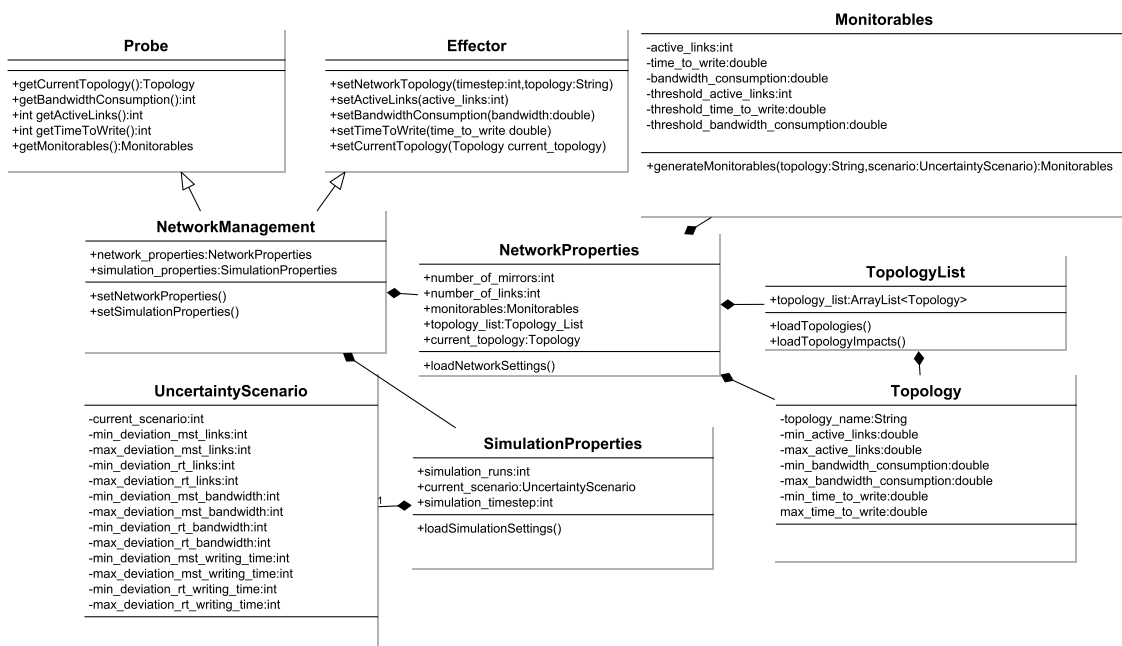 Probe
+getCurrentTopology():Topology
+getBandwidthConsumption():int
+int getActiveLinks():int
+int getTimeToWrite():int
+getMonitorables():Monitorables
Effector
+setNetworkTopology(timestep:int,topology:String)
+setActiveLinks(active_links:int)
+setBandwidthConsumption(bandwidth:double)
+setTimeToWrite(time_to_write double)
+setCurrentTopology(Topology current_topology)
Monitorables
-active_links:int
-time_to_write:double
-bandwidth_consumption:double
-threshold_active_links:int
-threshold_time_to_write:double
-threshold_bandwidth_consumption:double
+generateMonitorables(topology:String,scenario:UncertaintyScenario):Monitorables
NetworkManagement
+network_properties:NetworkProperties
+simulation_properties:SimulationProperties
+setNetworkProperties()
+setSimulationProperties()
NetworkProperties
+number_of_mirrors:int
+number_of_links:int
+monitorables:Monitorables
+topology_list:Topology_List
+current_topology:Topology
+loadNetworkSettings()
TopologyList
+topology_list:ArrayList<Topology>
+loadTopologies()
+loadTopologyImpacts()
UncertaintyScenario
-current_scenario:int
-min_deviation_mst_links:int
-max_deviation_mst_links:int
-min_deviation_rt_links:int
-max_deviation_rt_links:int
-min_deviation_mst_bandwidth:int
-max_deviation_mst_bandwidth:int
-min_deviation_rt_bandwidth:int
-max_deviation_rt_bandwidth:int
-min_deviation_mst_writing_time:int
-max_deviation_mst_writing_time:int
-min_deviation_rt_writing_time:int
-max_deviation_rt_writing_time:int
1
SimulationProperties
+simulation_runs:int
+current_scenario:UncertaintyScenario
+simulation_timestep:int
+loadSimulationSettings()
Topology
-topology_name:String
-min_active_links:double
-max_active_links:double
-min_bandwidth_consumption:double
-max_bandwidth_consumption:double
-min_time_to_write:double
max_time_to_write:double